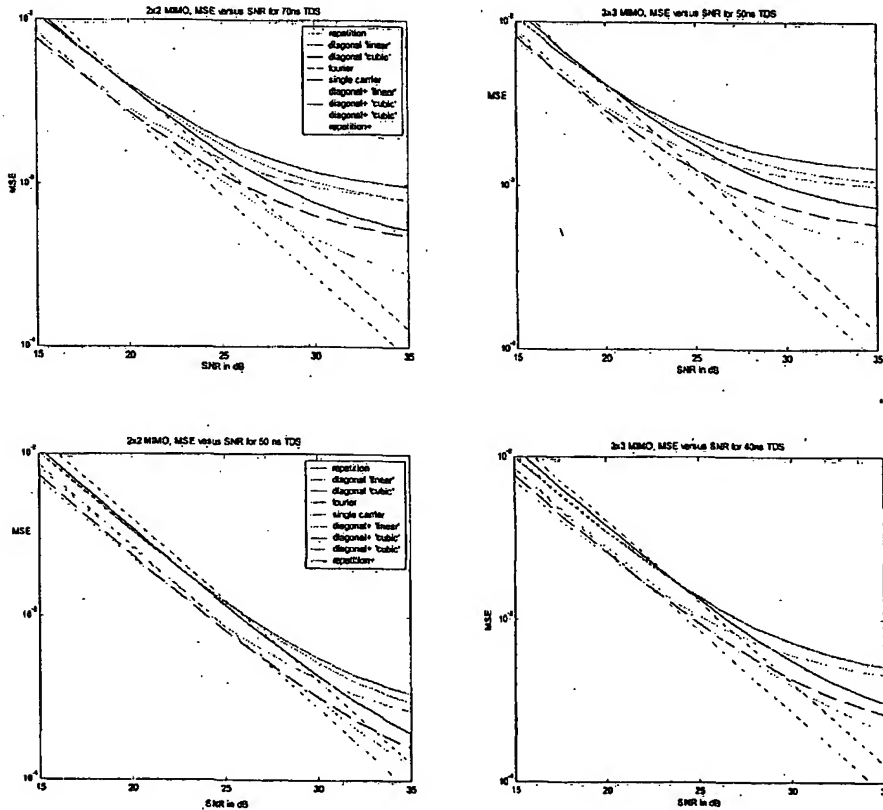 2x2 MIMO, MSE versus SNR for 70ns TDS
MSE
repetition
diagonal 'linear'
diagonal 'cubic'
fourier
single carrier
diagonal+ 'linear'
diagonal+ 'cubic'
diagonal+ 'cubic'
repetition+
15 20 25 30 35
SNR in dB
3x3 MIMO, MSE versus SNR for 50ns TDS
MSE
15 20 25 30 35
SNR in dB
2x2 MIMO, MSE versus SNR for 50 ns TDS
MSE
repetition
diagonal 'linear'
diagonal 'cubic'
fourier
single carrier
diagonal+ 'linear'
diagonal+ 'cubic'
diagonal+ 'cubic'
repetition+
15 20 25 30 35
SNR in dB
3x3 MIMO, MSE versus SNR for 40ns TDS
MSE
15 20 25 30 35
SNR in dB